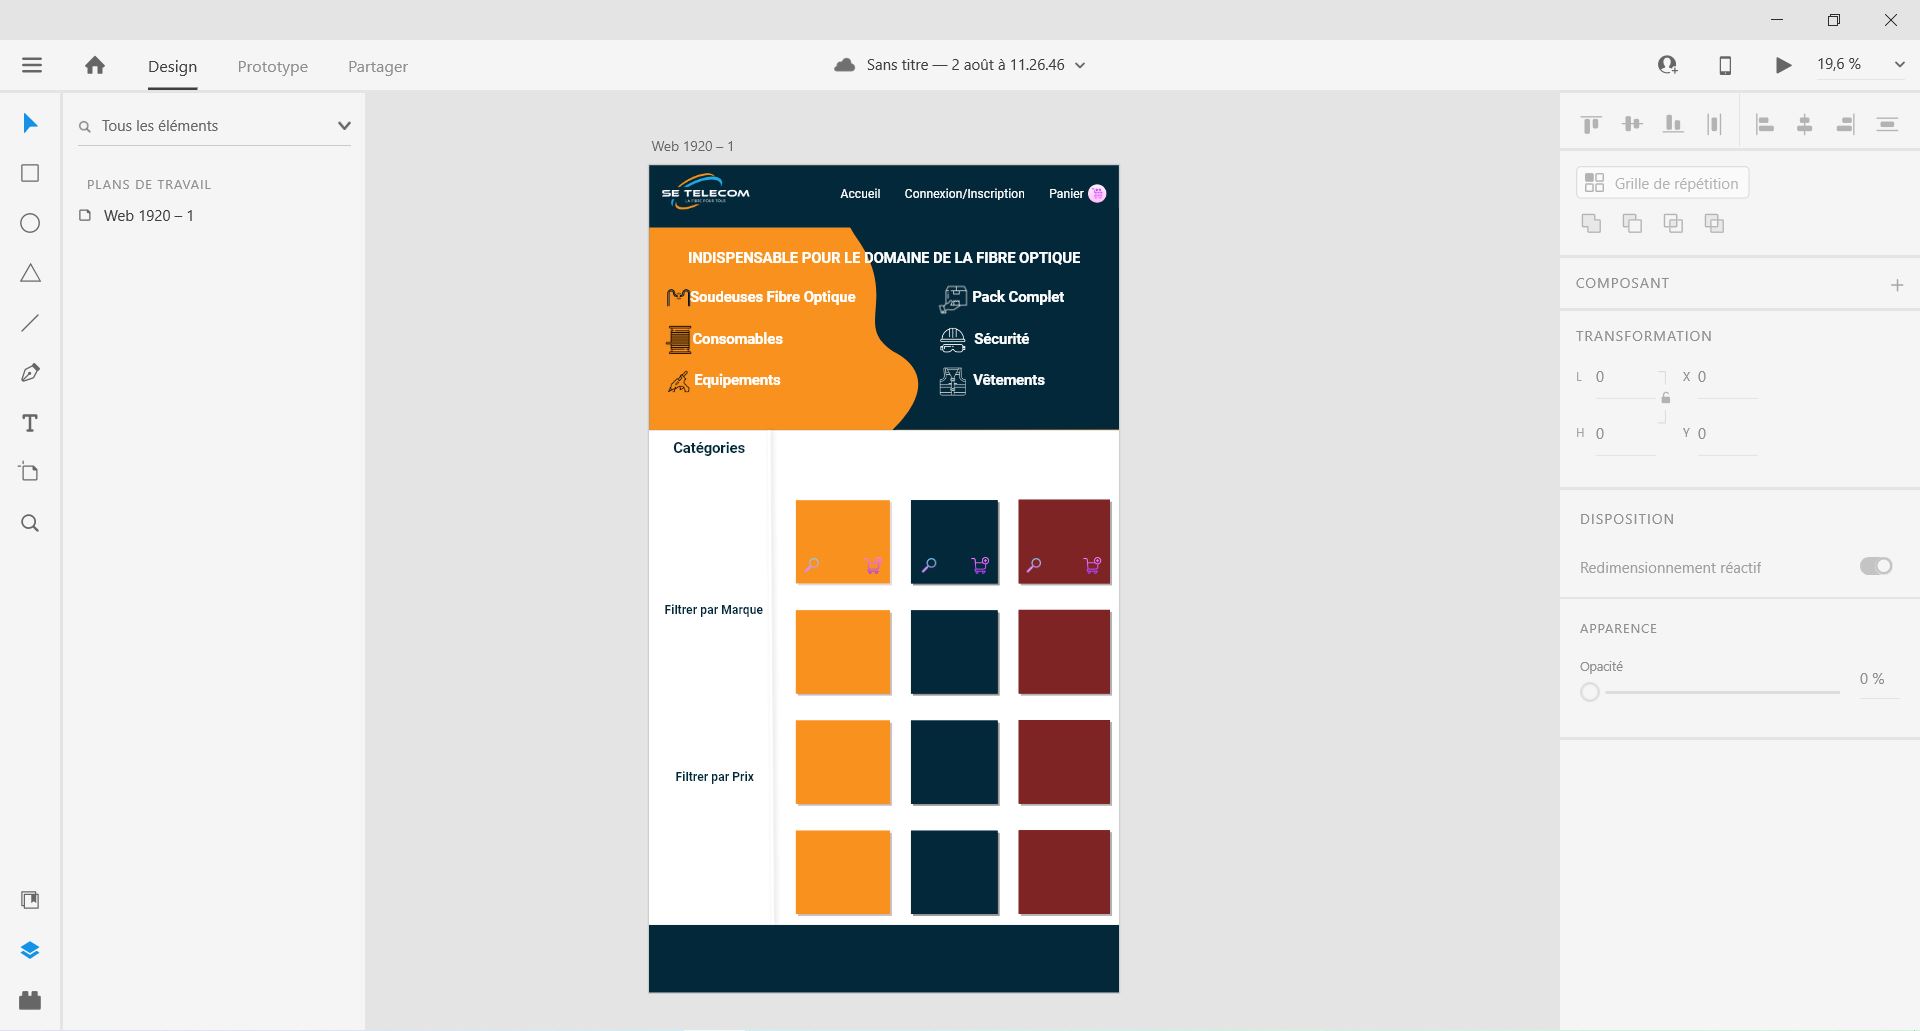 Design
Prototype
Partager
Sans titre — 2 août à 11.26.46
19,6 %
Tous les éléments
PLANS DE TRAVAIL
Web 1920 – 1
Web 1920 – 1
SE TELECOM
LA FIBRE POUR TOUS
Accueil
Connexion/Inscription
Panier
INDISPENSABLE POUR LE DOMAINE DE LA FIBRE OPTIQUE
Soudeuses Fibre Optique
Pack Complet
Consomables
Sécurité
Equipements
Vêtements
Catégories
Filtrer par Marque
Filtrer par Prix
Grille de répétition
COMPOSANT
TRANSFORMATION
L 0
X 0
H 0
Y 0
DISPOSITION
Redimensionnement réactif
APPARENCE
Opacité
0 %